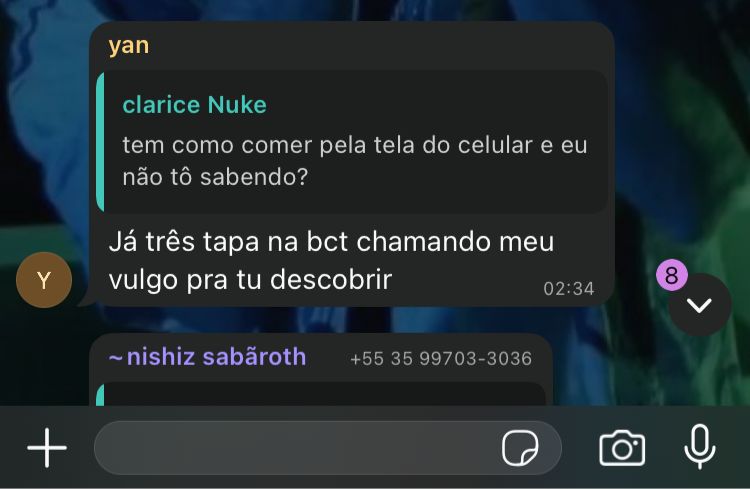 yan
clarice Nuke
tem como comer pela tela do celular e eu
não tô sabendo?
Já três tapa na bct chamando meu
vulgo pra tu descobrir
02:34
Y
8
~nishiz sabãroth +55 35 99703-3036